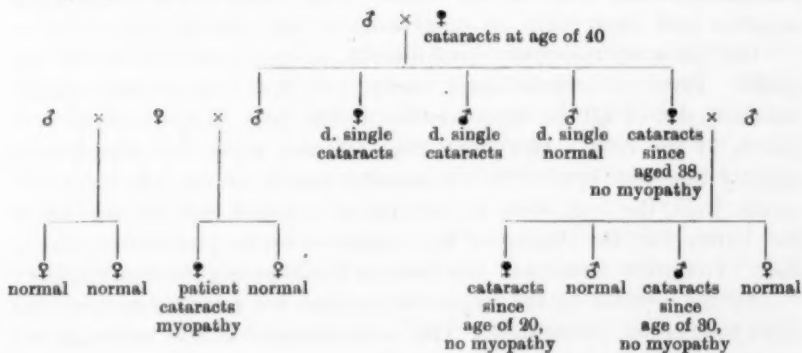 ♂ × ♀
cataracts at age of 40
♂ × ♀ × ♂ ♀ ♂ ♂ ♀ × ♂
d. single d. single d. single cataracts
cataracts cataracts normal since
aged 38,
no myopathy
♀ ♀ ♀ ♀ ♀ ♂ ♂ ♀
normal normal patient normal cataracts normal cataracts normal
cataracts since since
myopathy age of 20, age of 30,
no myopathy no myopathy